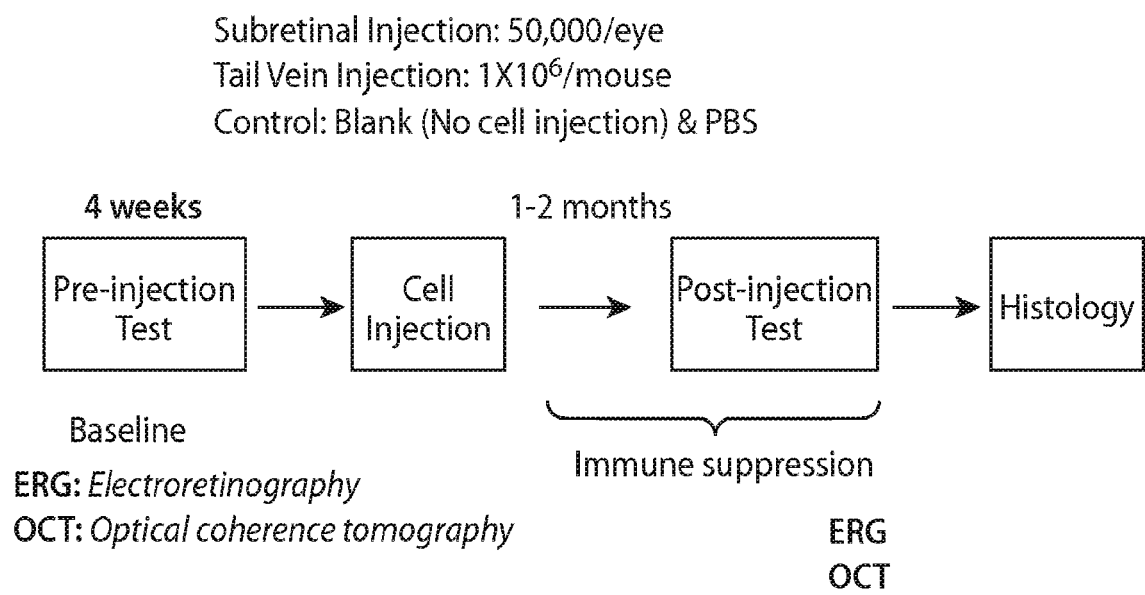 Subretinal Injection: 50,000/eye
Tail Vein Injection: 1X10⁶/mouse
Control: Blank (No cell injection) & PBS
4 weeks
1-2 months
Pre-injection
Test
Cell
Injection
Post-injection
Test
Histology
Baseline
ERG: Electroretinography
OCT: Optical coherence tomography
Immune suppression
ERG
OCT